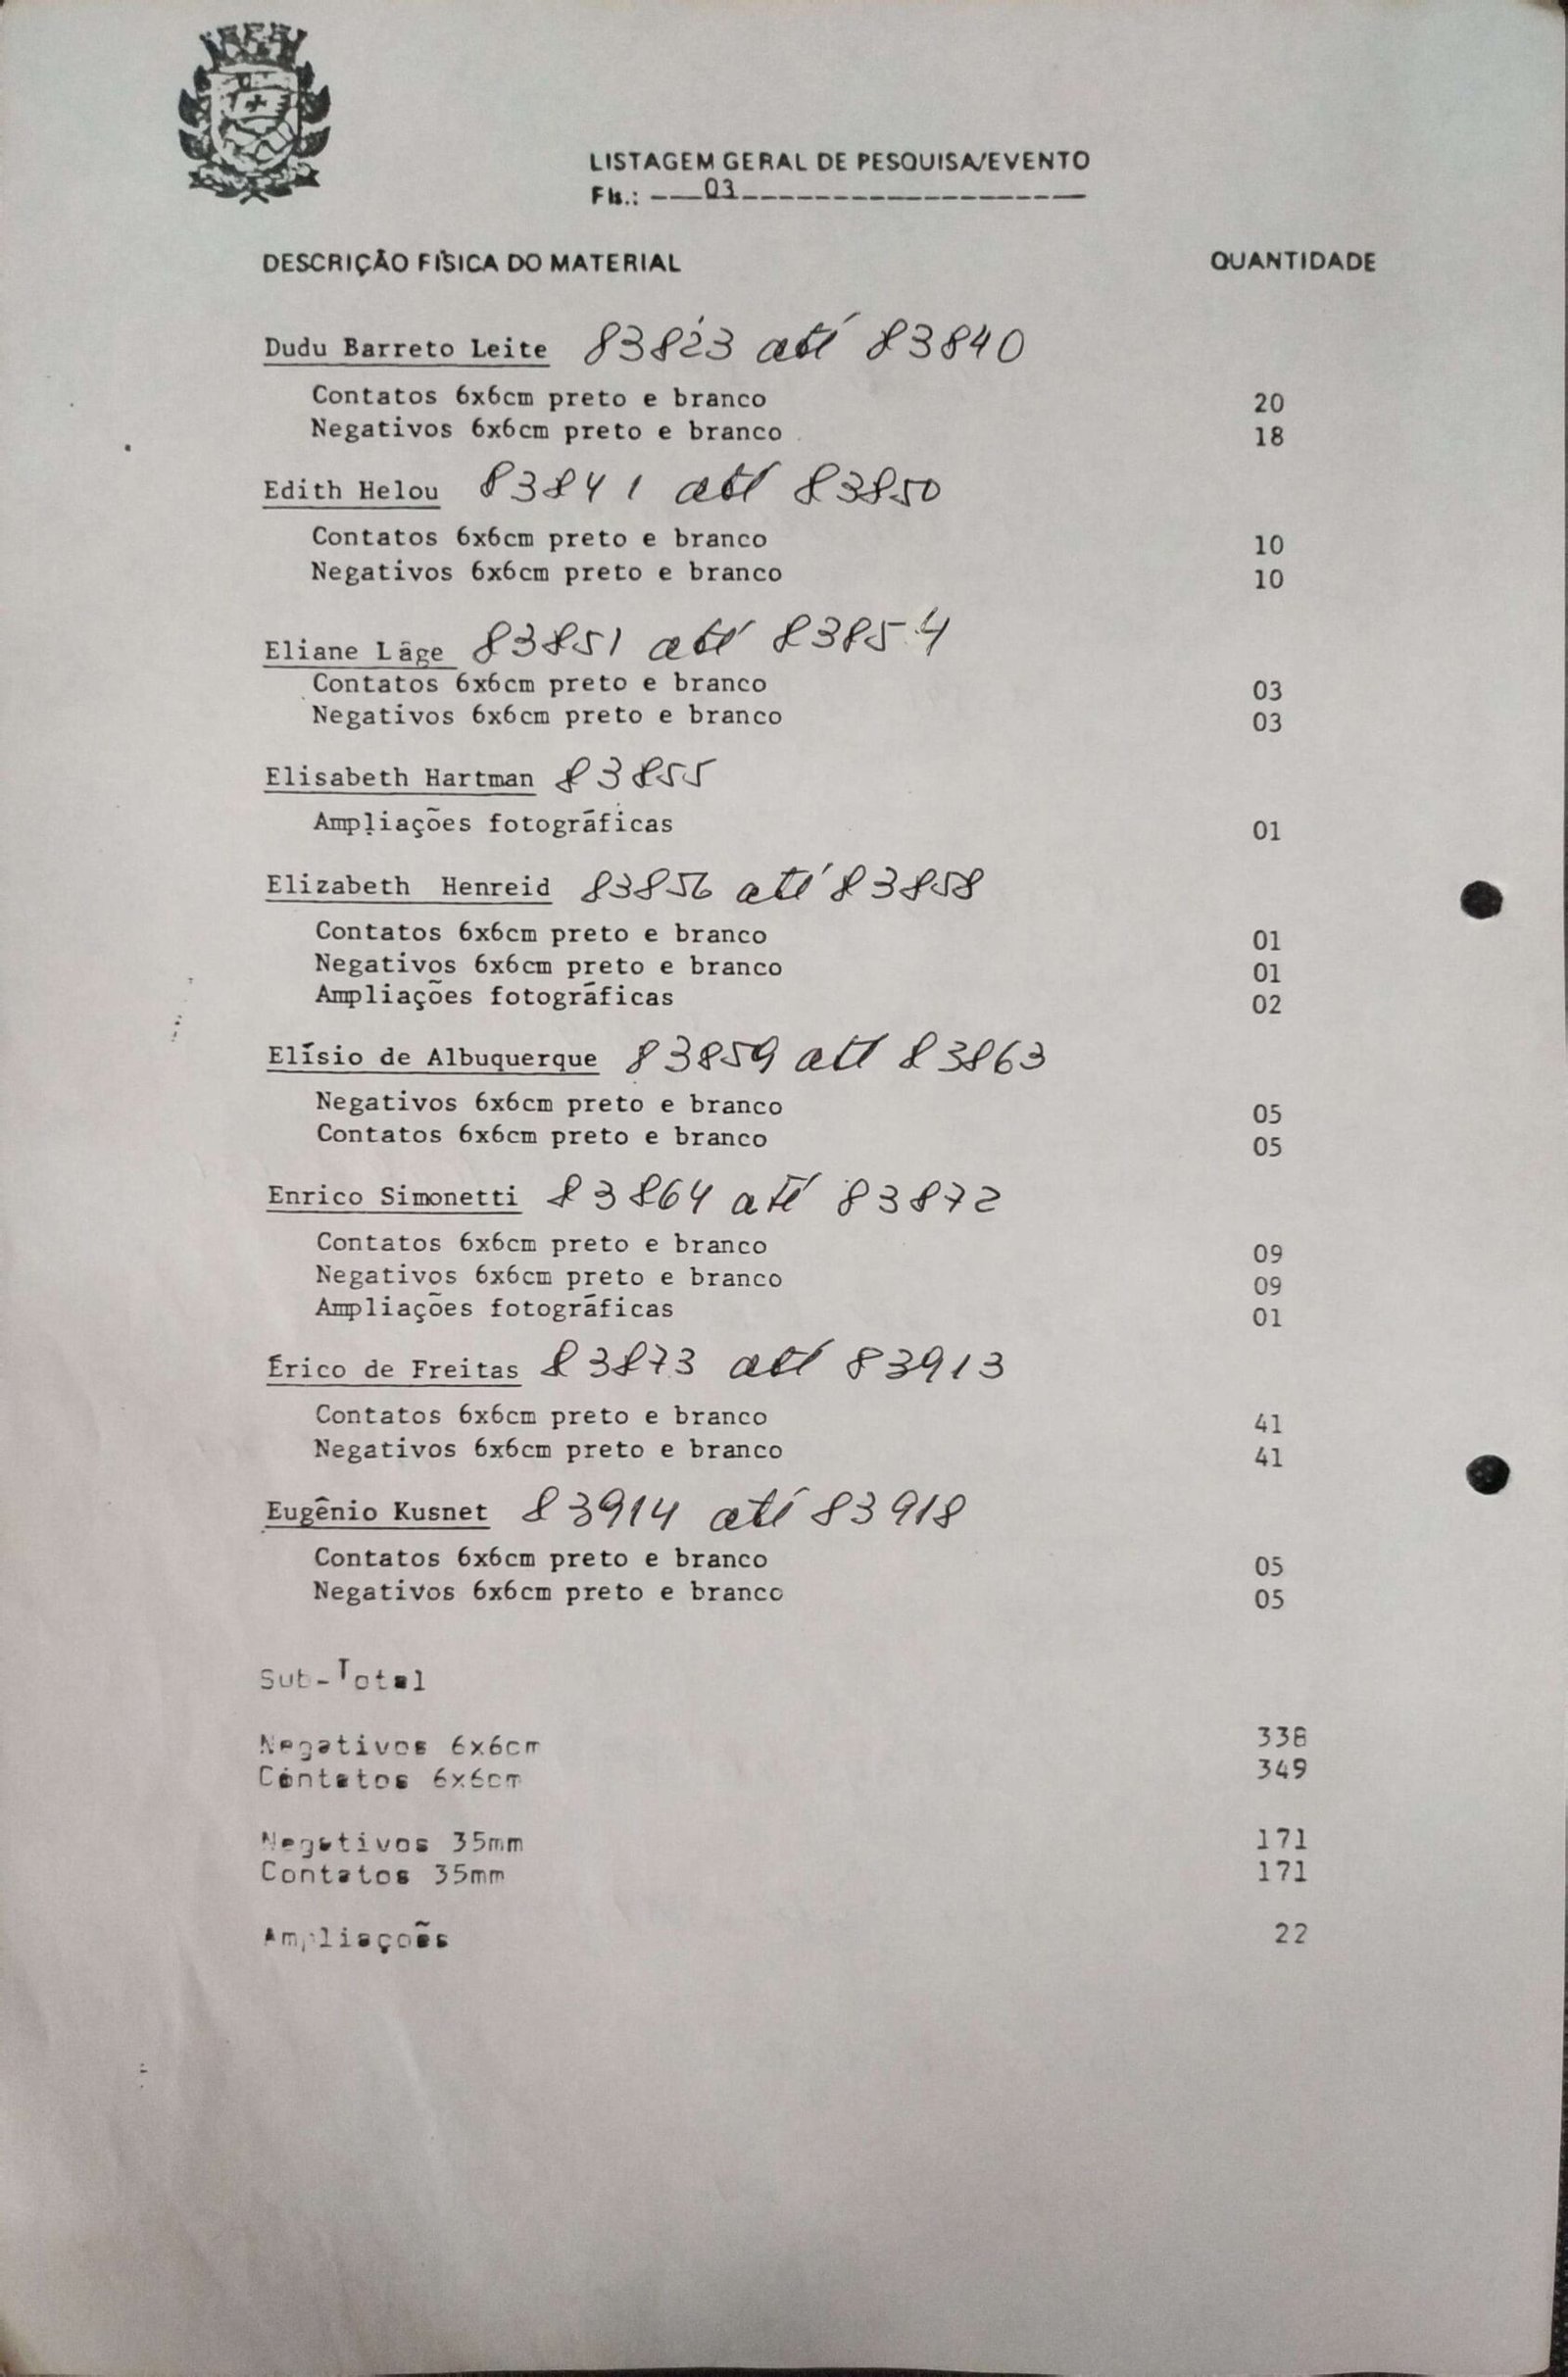 LISTAGEM GERAL DE PESQUISA/EVENTO
Fls.: 03
DESCRIÇÃO FÍSICA DO MATERIAL QUANTIDADE
Dudu Barreto Leite 83823 até 83840
Contatos 6x6cm preto e branco 20
Negativos 6x6cm preto e branco 18
Edith Helou 83841 até 83850
Contatos 6x6cm preto e branco 10
Negativos 6x6cm preto e branco 10
Eliane Lãge 83851 até 83854
Contatos 6x6cm preto e branco 03
Negativos 6x6cm preto e branco 03
Elisabeth Hartman 83855
Ampliações fotográficas 01
Elizabeth Henreid 83856 até 83858
Contatos 6x6cm preto e branco 01
Negativos 6x6cm preto e branco 01
Ampliações fotográficas 02
Elísio de Albuquerque 83859 até 83863
Negativos 6x6cm preto e branco 05
Contatos 6x6cm preto e branco 05
Enrico Simonetti 83864 até 83872
Contatos 6x6cm preto e branco 09
Negativos 6x6cm preto e branco 09
Ampliações fotográficas 01
Érico de Freitas 83873 até 83913
Contatos 6x6cm preto e branco 41
Negativos 6x6cm preto e branco 41
Eugênio Kusnet 83914 até 83918
Contatos 6x6cm preto e branco 05
Negativos 6x6cm preto e branco 05
Sub-Total
Negativos 6x6cm 338
Contatos 6x6cm 349
Negativos 35mm 171
Contatos 35mm 171
Ampliações 22